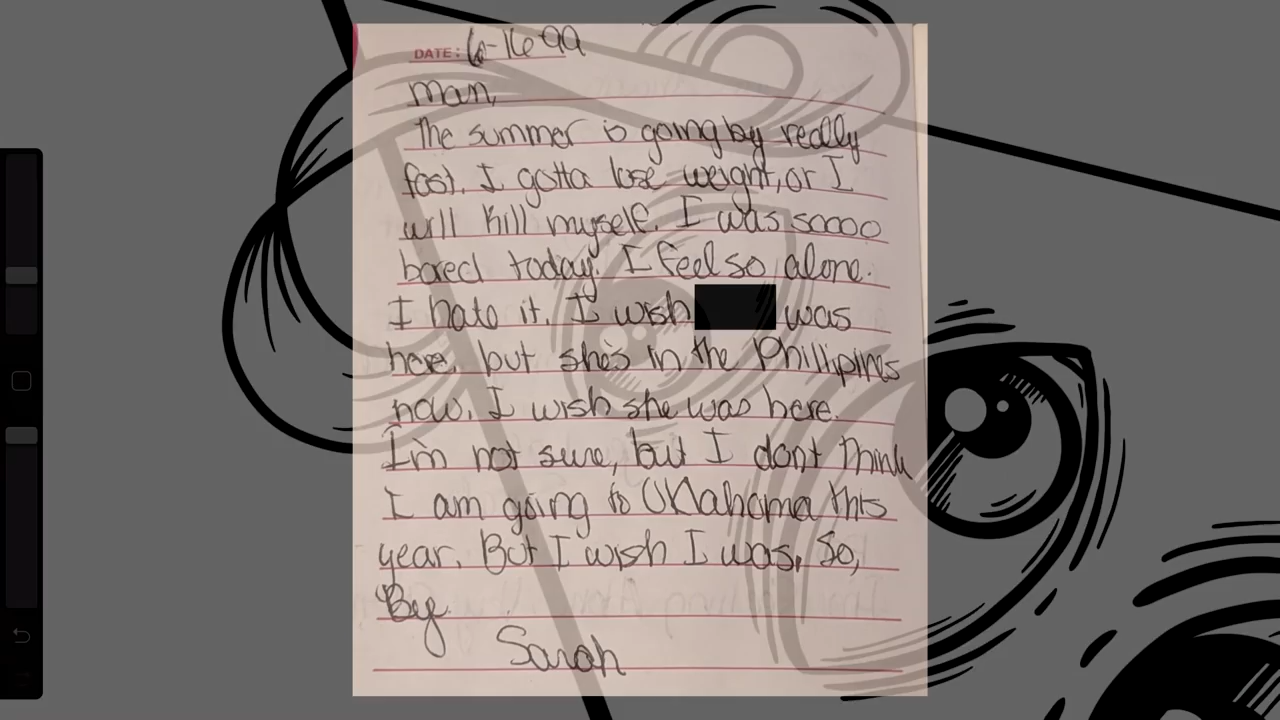 DATE: 6-16 99
Man,
The summer is going by really
fast. I gotta lose weight, or I
will kill myself. I was soooo
bored today. I feel so alone.
I hate it. I wish was
here, but she's in the Phillipines
now. I wish she was here.
I'm not sure, but I dont think
I am going to Oklahoma this
year. But I wish I was. So,
By
Sarah